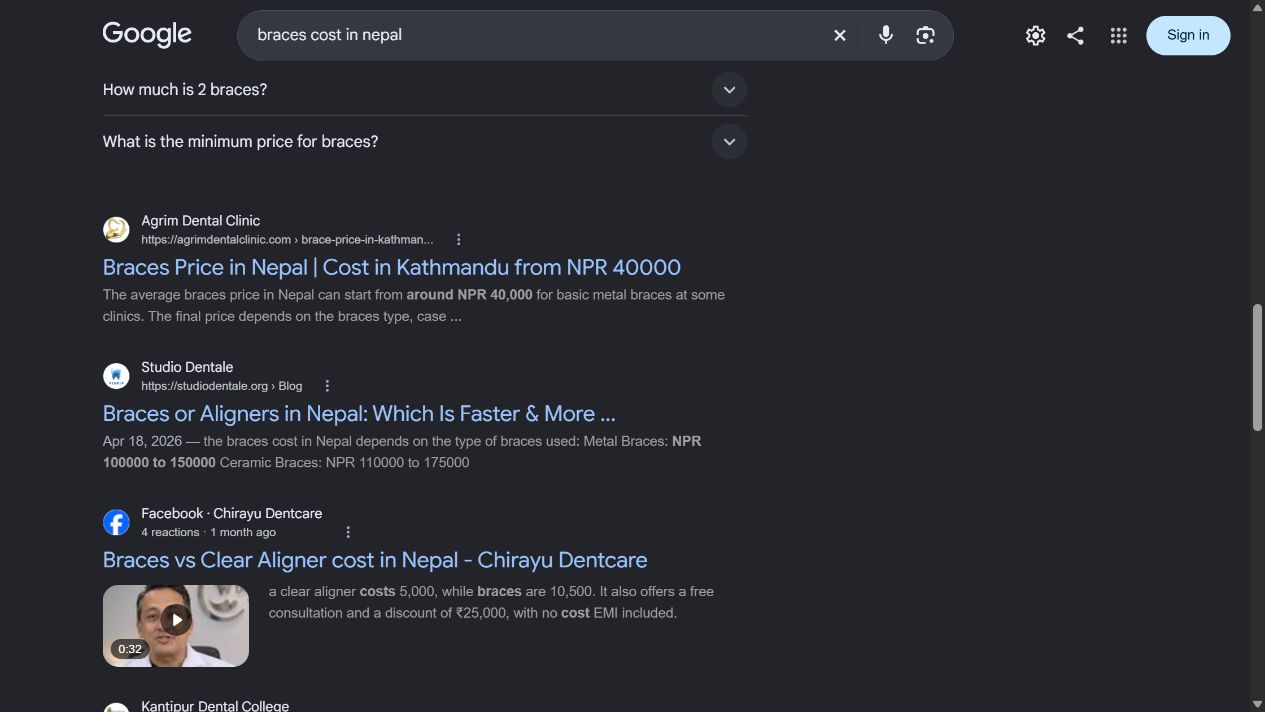 Google
braces cost in nepal
Sign in
How much is 2 braces?
What is the minimum price for braces?
Agrim Dental Clinic
https://agrimdentalclinic.com › brace-price-in-kathman...
Braces Price in Nepal | Cost in Kathmandu from NPR 40000
The average braces price in Nepal can start from around NPR 40,000 for basic metal braces at some
clinics. The final price depends on the braces type, case ...
Studio Dentale
https://studiodentale.org › Blog
Braces or Aligners in Nepal: Which Is Faster & More ...
Apr 18, 2026 — the braces cost in Nepal depends on the type of braces used: Metal Braces: NPR
100000 to 150000 Ceramic Braces: NPR 110000 to 175000
Facebook · Chirayu Dentcare
4 reactions · 1 month ago
Braces vs Clear Aligner cost in Nepal - Chirayu Dentcare
a clear aligner costs 5,000, while braces are 10,500. It also offers a free
consultation and a discount of ₹25,000, with no cost EMI included.
0:32
Kantipur Dental College